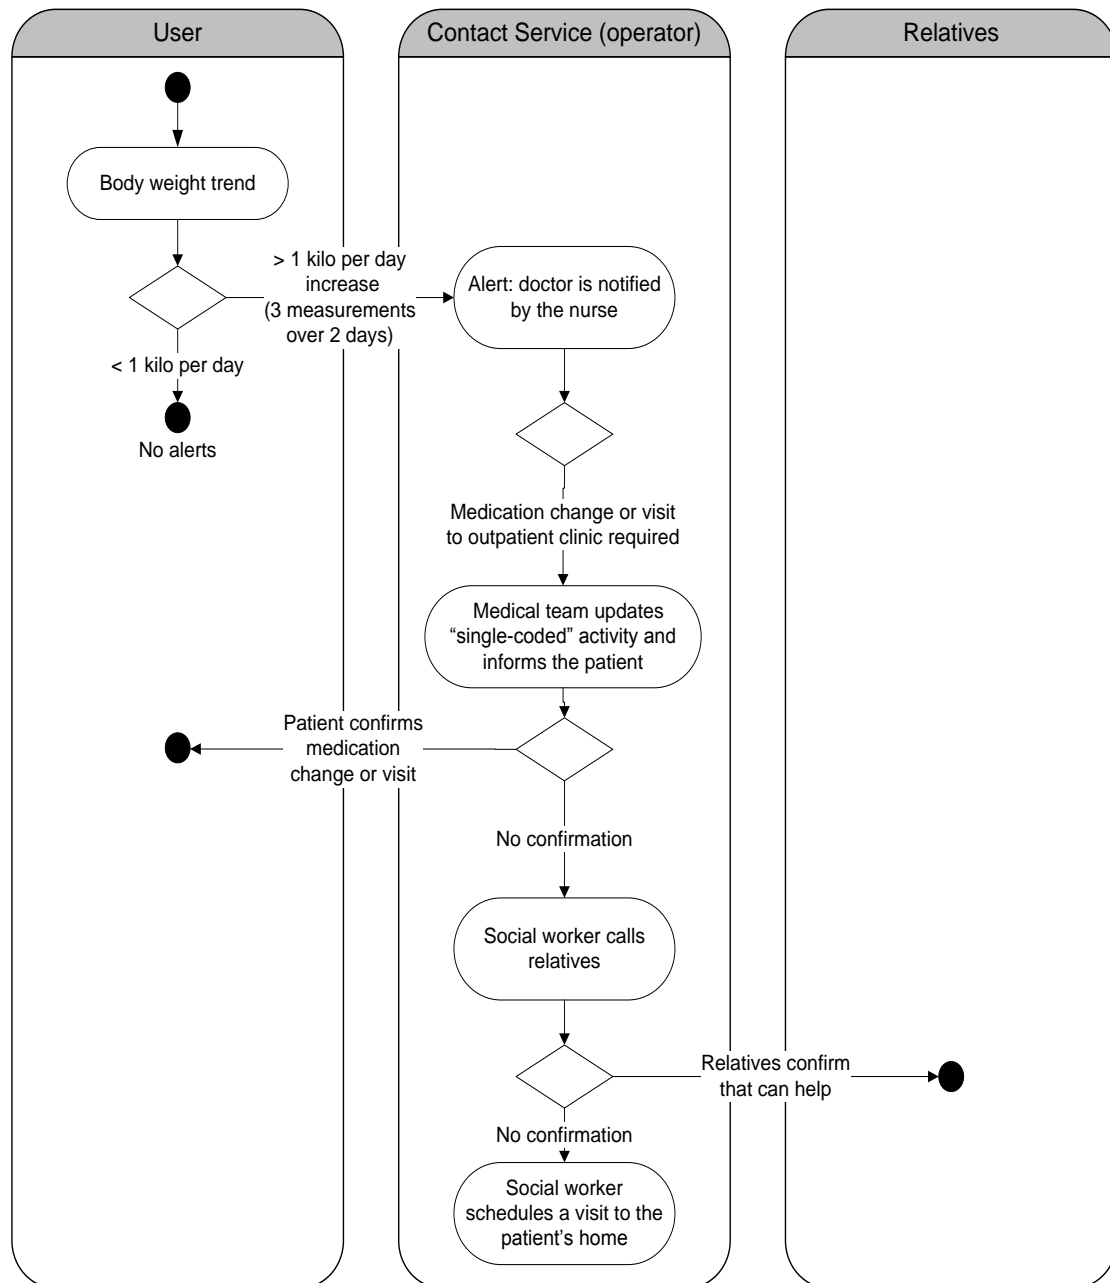 User
Contact Service (operator)
Relatives
Body weight trend
> 1 kilo per day
increase
(3 measurements
over 2 days)
Alert: doctor is notified
by the nurse
< 1 kilo per day
No alerts
Medication change or visit
to outpatient clinic required
Medical team updates
“single-coded” activity and
informs the patient
Patient confirms
medication
change or visit
No confirmation
Social worker calls
relatives
Relatives confirm
that can help
No confirmation
Social worker
schedules a visit to the
patient’s home